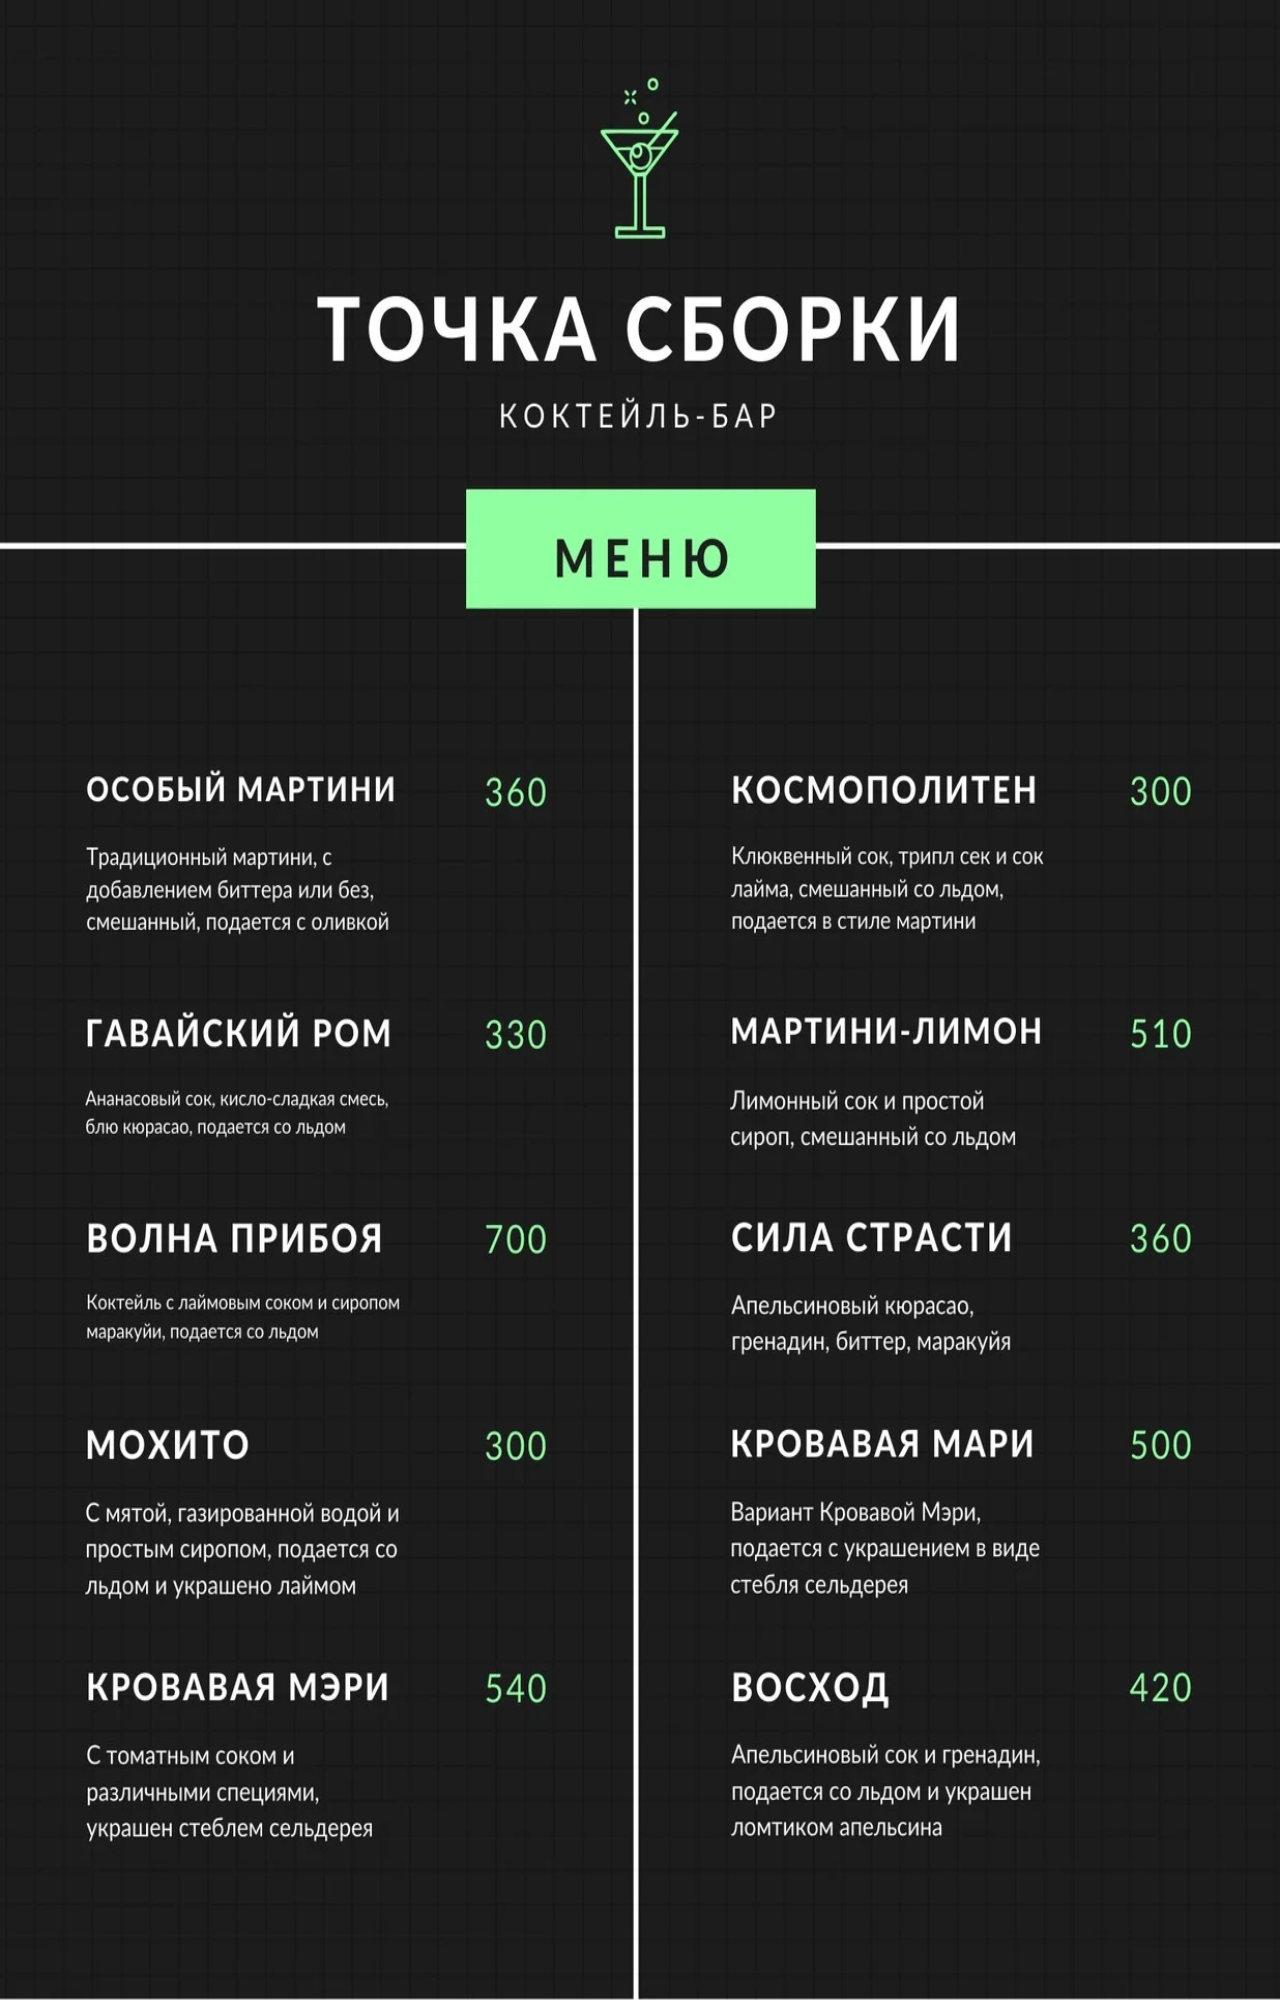 ТОЧКА СБОРКИ
КОКТЕЙЛЬ-БАР
МЕНЮ
ОСОБЫЙ МАРТИНИ 360
Традиционный мартини, с
добавлением биттера или без,
смешанный, подается с оливкой
ГАВАЙСКИЙ РОМ 330
Ананасовый сок, кисло-сладкая смесь,
блю кюрасао, подается со льдом
ВОЛНА ПРИБОЯ 700
Коктейль с лаймовым соком и сиропом
маракуйи, подается со льдом
МОХИТО 300
С мятой, газированной водой и
простым сиропом, подается со
льдом и украшено лаймом
КРОВАВАЯ МЭРИ 540
С томатным соком и
различными специями,
украшен стеблем сельдерея
КОСМОПОЛИТЕН 300
Клюквенный сок, трипл сек и сок
лайма, смешанный со льдом,
подается в стиле мартини
МАРТИНИ-ЛИМОН 510
Лимонный сок и простой
сироп, смешанный со льдом
СИЛА СТРАСТИ 360
Апельсиновый кюрасао,
гренадин, биттер, маракуйя
КРОВАВАЯ МАРИ 500
Вариант Кровавой Мэри,
подается с украшением в виде
стебля сельдерея
ВОСХОД 420
Апельсиновый сок и гренадин,
подается со льдом и украшен
ломтиком апельсина